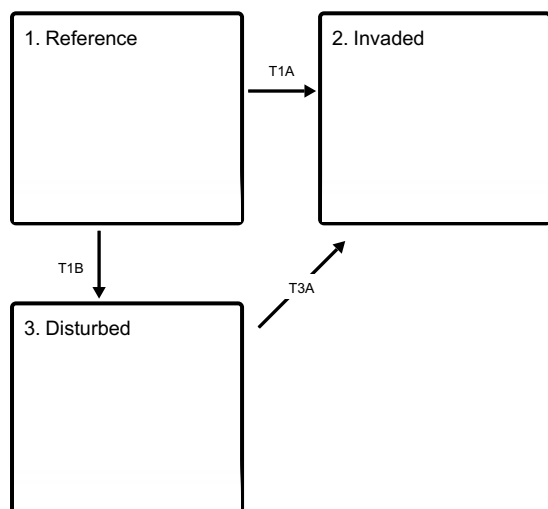 1. Reference
2. Invaded
T1A
T1B
T3A
3. Disturbed